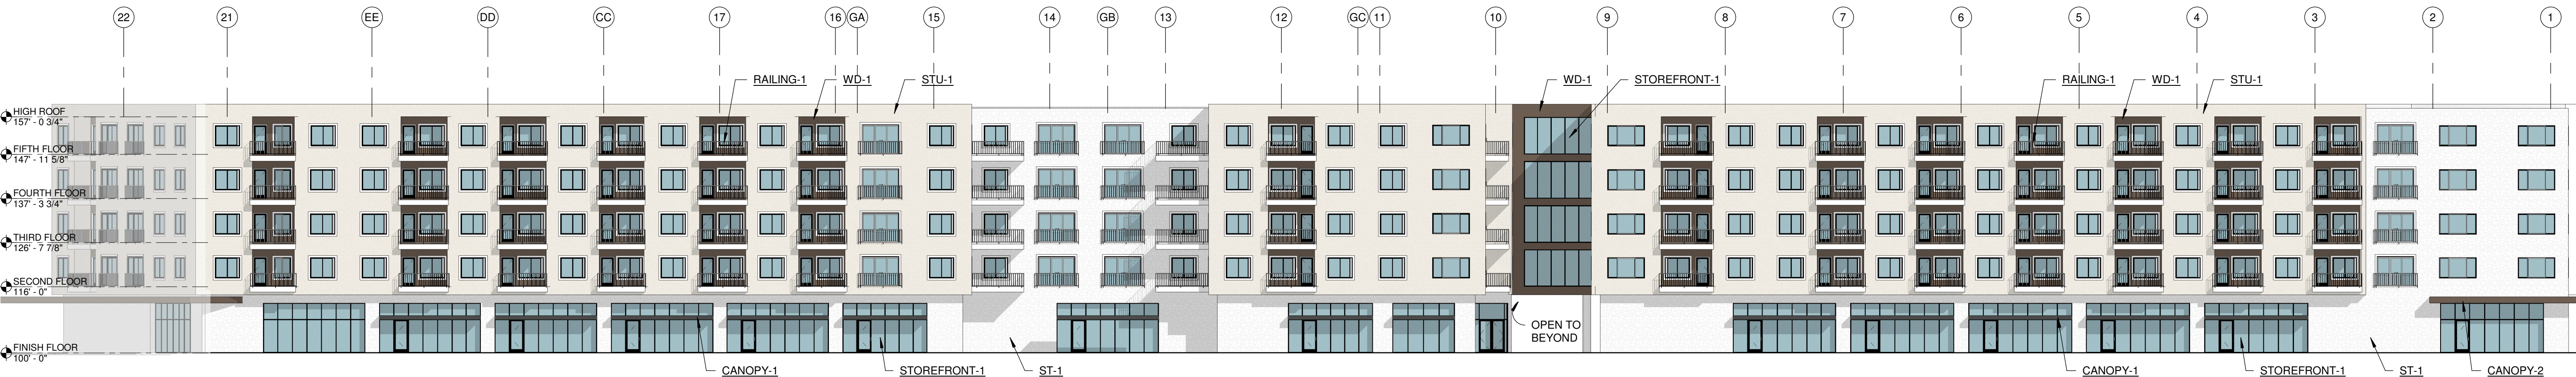 22 21 EE DD CC 17 16 GA 15 14 GB 13 12 GC 11 10 9 8 7 6 5 4 3 2 1
RAILING-1 WD-1 STU-1 WD-1 STOREFRONT-1 RAILING-1 WD-1 STU-1
HIGH ROOF
157' - 0 3/4"
FIFTH FLOOR
147' - 11 5/8"
FOURTH FLOOR
137' - 3 3/4"
THIRD FLOOR
126' - 7 7/8"
SECOND FLOOR
116' - 0"
OPEN TO
BEYOND
FINISH FLOOR
100' - 0"
CANOPY-1 STOREFRONT-1 ST-1 CANOPY-1 STOREFRONT-1 ST-1 CANOPY-2